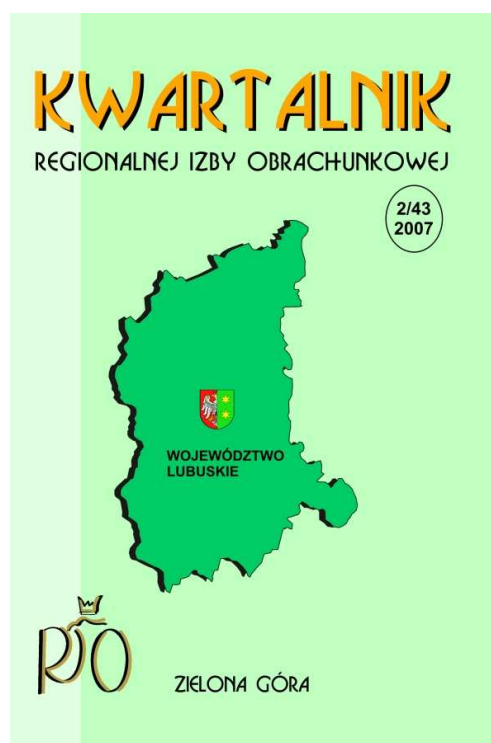 KWARTALNIK
REGIONALNEJ IZBY OBRACHUNKOWEJ
2/43
2007
WOJEWÓDZTWO
LUBUSKIE
RIO
ZIELONA GÓRA